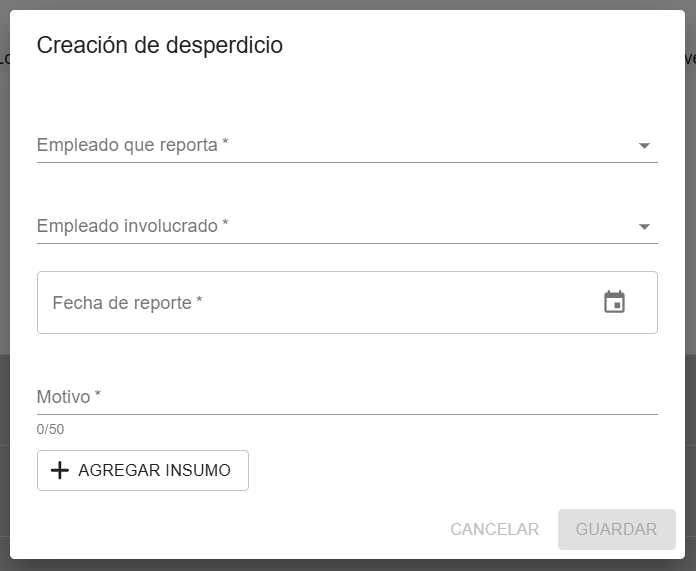 Creación de desperdicio
Empleado que reporta *
Empleado involucrado *
Fecha de reporte *
Motivo *
0/50
AGREGAR INSUMO
CANCELAR GUARDAR